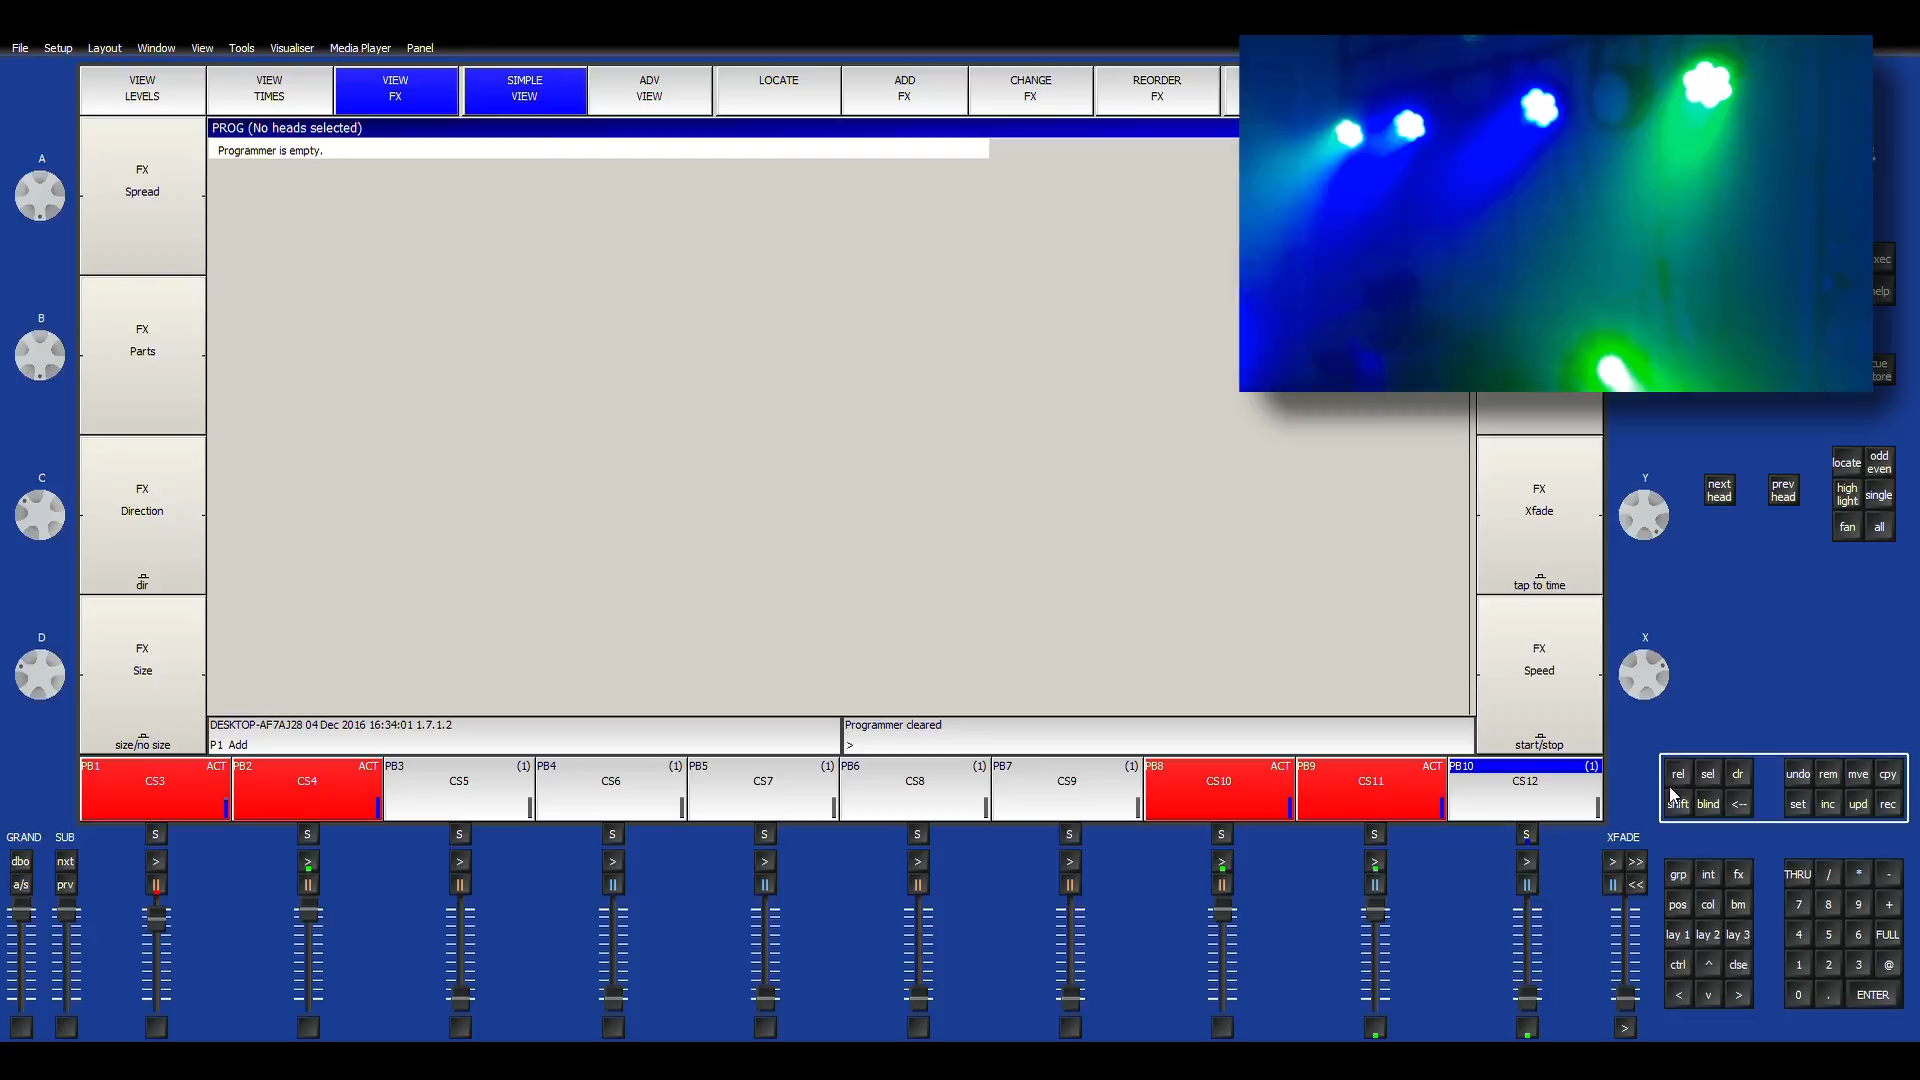 File Setup Layout Window View Tools Visualiser Media Player Panel
VIEW LEVELS
VIEW TIMES
VIEW FX
SIMPLE VIEW
ADV VIEW
LOCATE
ADD FX
CHANGE FX
REORDER FX
PROG (No heads selected)
Programmer is empty.
A
FX
Spread
B
FX
Parts
C
FX
Direction
dir
D
FX
Size
size/no size
FX
Xfade
tap to time
Y
FX
Speed
start/stop
X
next head
prev head
locate
odd even
high light
single
fan
all
DESKTOP-AF7AJ28 04 Dec 2016 16:34:01 1.7.1.2
P1 Add
Programmer cleared
>
PB1 ACT
CS3
PB2 ACT
CS4
PB3 (1)
CS5
PB4 (1)
CS6
PB5 (1)
CS7
PB6 (1)
CS8
PB7 (1)
CS9
PB8 ACT
CS10
PB9 ACT
CS11
PB10 (1)
CS12
rel sel clr undo rem mve cpy
shift blind <-- set inc upd rec
GRAND SUB XFADE
S S S S S S S S S S
dbo nxt > > > > > > > > > > > >>
a/s prv <<
grp int fx THRU / * -
pos col bm 7 8 9 +
lay 1 lay 2 lay 3 4 5 6 FULL
ctrl ^ clse 1 2 3 @
< v > 0 . ENTER
>